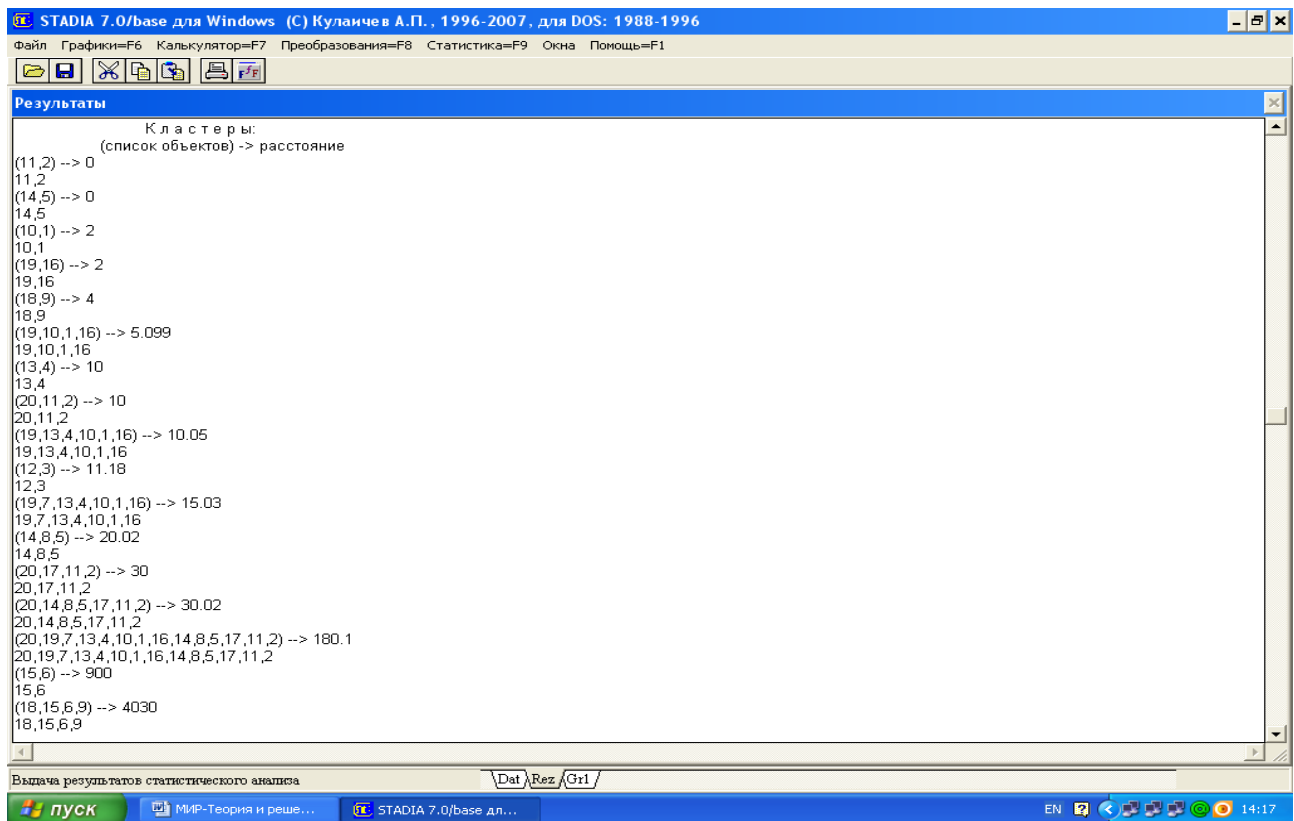 STADIA 7.0/base для Windows (С) Кулаичев А.П., 1996-2007, для DOS: 1988-1996
Файл Графики=F6 Калькулятор=F7 Преобразования=F8 Статистика=F9 Окна Помощь=F1
Результаты
К л а с т е р ы:
(список объектов) -> расстояние
(11,2) --> 0
11,2
(14,5) --> 0
14,5
(10,1) --> 2
10,1
(19,16) --> 2
19,16
(18,9) --> 4
18,9
(19,10,1,16) --> 5.099
19,10,1,16
(13,4) --> 10
13,4
(20,11,2) --> 10
20,11,2
(19,13,4,10,1,16) --> 10.05
19,13,4,10,1,16
(12,3) --> 11.18
12,3
(19,7,13,4,10,1,16) --> 15.03
19,7,13,4,10,1,16
(14,8,5) --> 20.02
14,8,5
(20,17,11,2) --> 30
20,17,11,2
(20,14,8,5,17,11,2) --> 30.02
20,14,8,5,17,11,2
(20,19,7,13,4,10,1,16,14,8,5,17,11,2) --> 180.1
20,19,7,13,4,10,1,16,14,8,5,17,11,2
(15,6) --> 900
15,6
(18,15,6,9) --> 4030
18,15,6,9
Выдача результатов статистического анализа Dat Rez Gr1
пуск МИР-Теория и реше... STADIA 7.0/base дл... EN 14:17